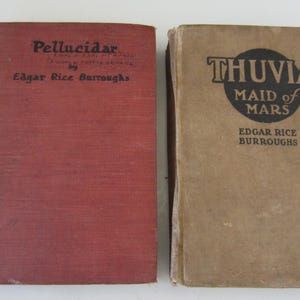 Pellucidar
by
Edgar Rice Burroughs
THUVIA
MAID of
MARS
EDGAR RICE
BURROUGHS